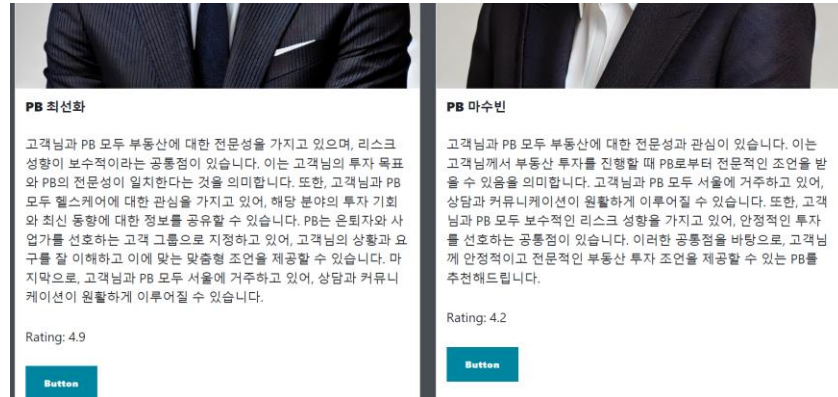 PB 최선화
고객님과 PB 모두 부동산에 대한 전문성을 가지고 있으며, 리스크
성향이 보수적이라는 공통점이 있습니다. 이는 고객님의 투자 목표
와 PB의 전문성이 일치한다는 것을 의미합니다. 또한, 고객님과 PB
모두 헬스케어에 대한 관심을 가지고 있어, 해당 분야의 투자 기회
와 최신 동향에 대한 정보를 공유할 수 있습니다. PB는 은퇴자와 사
업가를 선호하는 고객 그룹으로 지정하고 있어, 고객님의 상황과 요
구를 잘 이해하고 이에 맞는 맞춤형 조언을 제공할 수 있습니다. 마
지막으로, 고객님과 PB 모두 서울에 거주하고 있어, 상담과 커뮤니
케이션이 원활하게 이루어질 수 있습니다.
Rating: 4.9
Button
PB 마수빈
고객님과 PB 모두 부동산에 대한 전문성과 관심이 있습니다. 이는
고객님께서 부동산 투자를 진행할 때 PB로부터 전문적인 조언을 받
을 수 있음을 의미합니다. 고객님과 PB 모두 서울에 거주하고 있어,
상담과 커뮤니케이션이 원활하게 이루어질 수 있습니다. 또한, 고객
님과 PB 모두 보수적인 리스크 성향을 가지고 있어, 안정적인 투자
를 선호하는 공통점이 있습니다. 이러한 공통점을 바탕으로, 고객님
께 안정적이고 전문적인 부동산 투자 조언을 제공할 수 있는 PB를
추천해드립니다.
Rating: 4.2
Button